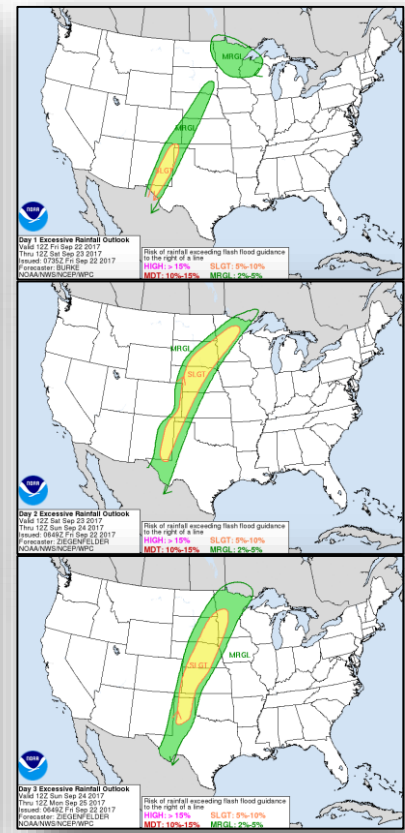 MRGL
MRGL
SLGT
NOAA
Day 1 Excessive Rainfall Outlook
Valid 12Z Fri Sep 22 2017
Thru 12Z Sat Sep 23 2017
Issued: 0735Z Fri Sep 22 2017
Forecaster: BURKE
NOAA/NWS/NCEP/WPC
Risk of rainfall exceeding flash flood guidance
to the right of a line
HIGH: > 15% SLGT: 5%-10%
MDT: 10%-15% MRGL: 2%-5%
MRGL
SLGT
NOAA
Day 2 Excessive Rainfall Outlook
Valid 12Z Sat Sep 23 2017
Thru 12Z Sun Sep 24 2017
Issued: 0649Z Fri Sep 22 2017
Forecaster: ZIEGENFELDER
NOAA/NWS/NCEP/WPC
Risk of rainfall exceeding flash flood guidance
to the right of a line
HIGH: > 15% SLGT: 5%-10%
MDT: 10%-15% MRGL: 2%-5%
MRGL
SLGT
NOAA
Day 3 Excessive Rainfall Outlook
Valid 12Z Sun Sep 24 2017
Thru 12Z Mon Sep 25 2017
Issued: 0649Z Fri Sep 22 2017
Forecaster: ZIEGENFELDER
NOAA/NWS/NCEP/WPC
Risk of rainfall exceeding flash flood guidance
to the right of a line
HIGH: > 15% SLGT: 5%-10%
MDT: 10%-15% MRGL: 2%-5%